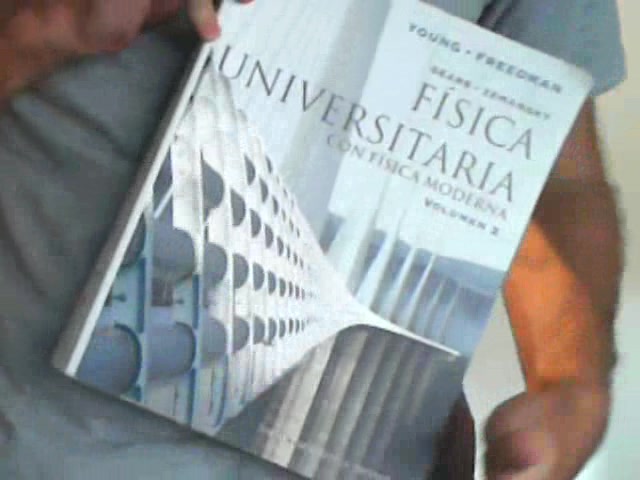 YOUNG • FREEDMAN
SEARS • ZEMANSKY
FÍSICA
UNIVERSITARIA
CON FÍSICA MODERNA
VOLUMEN 2